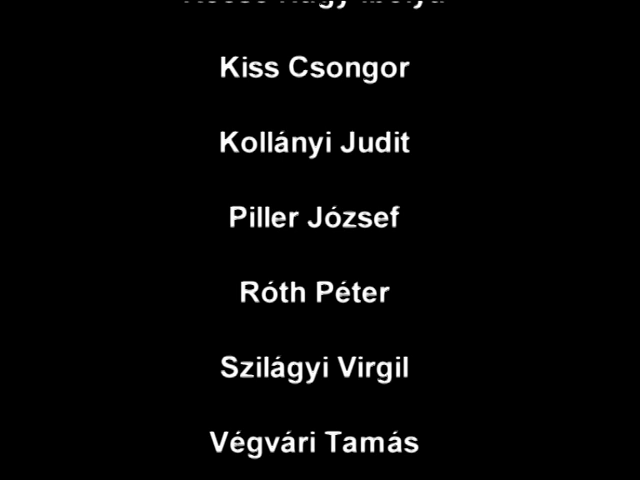 Kiss Csongor
Kollányi Judit
Piller József
Róth Péter
Szilágyi Virgil
Végvári Tamás